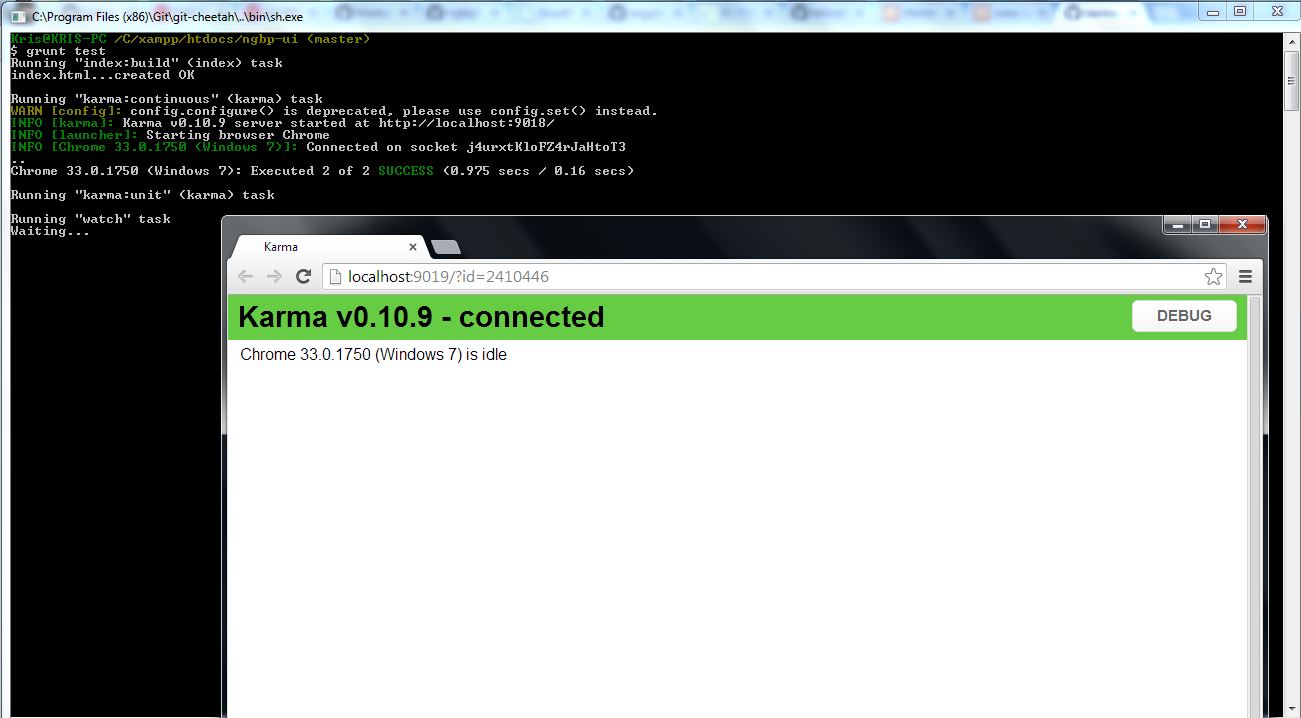 C:\Program Files (x86)\Git\git-cheetah\..\bin\sh.exe
Kris@KRIS-PC /C/xampp/htdocs/ngbp-ui (master)
$ grunt test
Running "index:build" (index) task
index.html...created OK
Running "karma:continuous" (karma) task
WARN [config]: config.configure() is deprecated, please use config.set() instead.
INFO [karma]: Karma v0.10.9 server started at http://localhost:9018/
INFO [launcher]: Starting browser Chrome
INFO [Chrome 33.0.1750 (Windows 7)]: Connected on socket j4urxtKloFZ4rJaHtoT3
..
Chrome 33.0.1750 (Windows 7): Executed 2 of 2 SUCCESS (0.975 secs / 0.16 secs)
Running "karma:unit" (karma) task
Running "watch" task
Waiting...
Karma
localhost:9019/?id=2410446
Karma v0.10.9 - connected
DEBUG
Chrome 33.0.1750 (Windows 7) is idle